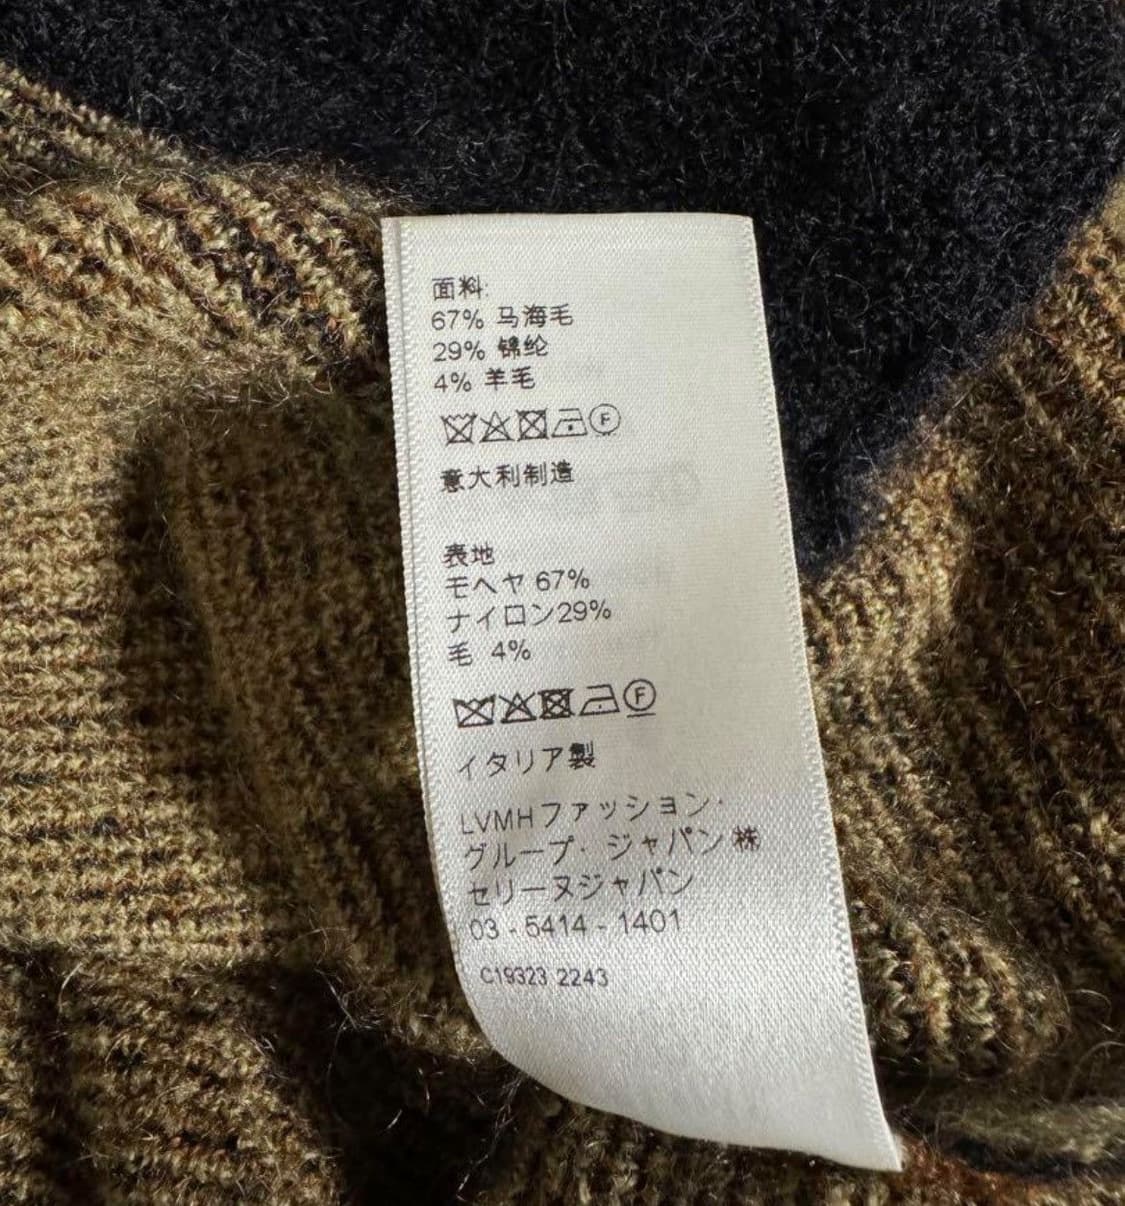 面料:
67% 马海毛
29% 锦纶
4% 羊毛
F
意大利制造
表地
モヘヤ 67%
ナイロン29%
毛 4%
F
イタリア製
LVMHファッション・
グループ・ジャパン株
セリーヌジャパン
03 - 5414 - 1401
C19323 2243